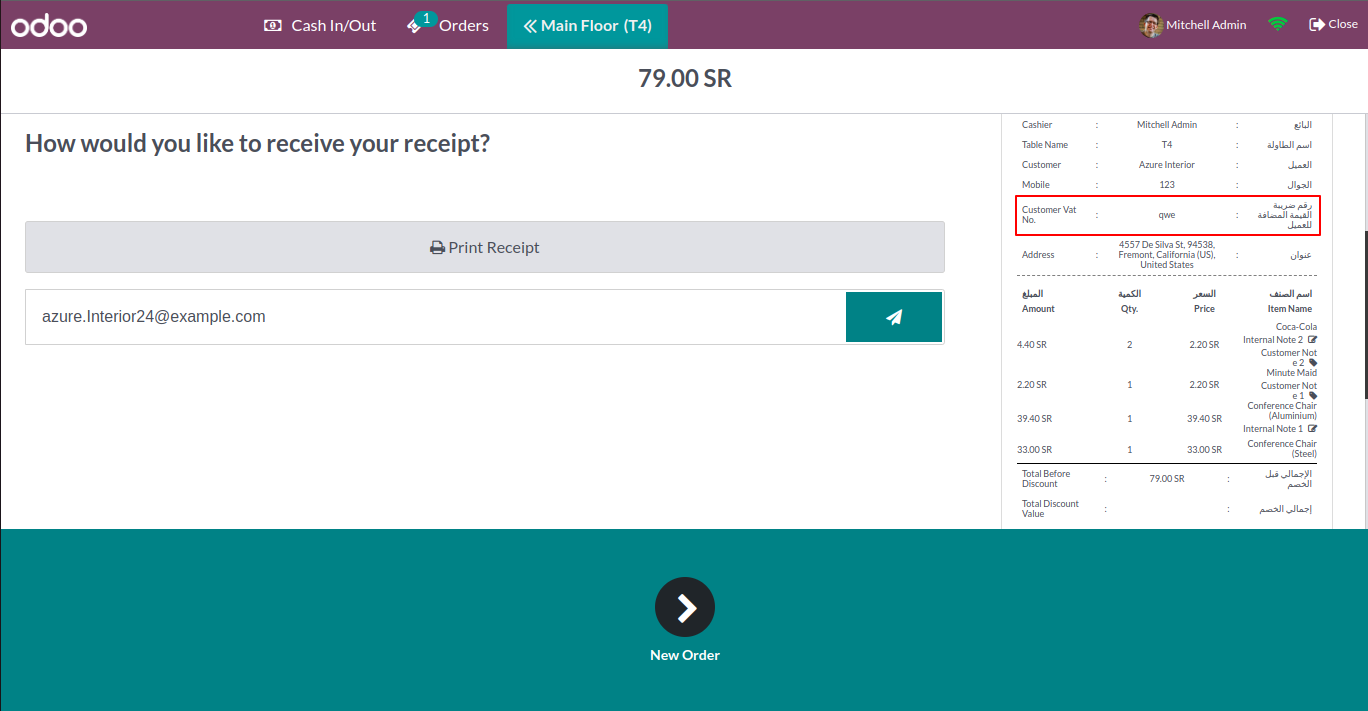 odoo
Cash In/Out
1
Orders
Main Floor (T4)
Mitchell Admin
Close
79.00 SR
How would you like to receive your receipt?
Print Receipt
azure.Interior24@example.com
Cashier : Mitchell Admin : البائع
Table Name : T4 : اسم الطاولة
Customer : Azure Interior : العميل
Mobile : 123 : الجوال
Customer Vat
No.
:
qwe
:
رقم ضريبة
القيمة المضافة
للعميل
Address
:
4557 De Silva St, 94538,
Fremont, California (US),
United States
:
عنوان
المبلغ الكمية السعر اسم الصنف
Amount Qty. Price Item Name
4.40 SR 2 2.20 SR
Coca-Cola
Internal Note 2
Customer Not
e 2
2.20 SR 1 2.20 SR
Minute Maid
Customer Not
e 1
39.40 SR 1 39.40 SR
Conference Chair
(Aluminium)
Internal Note 1
33.00 SR 1 33.00 SR
Conference Chair
(Steel)
Total Before
Discount
:
79.00 SR
:
الإجمالي قبل
الخصم
Total Discount
Value
:
:
إجمالي الخصم
New Order